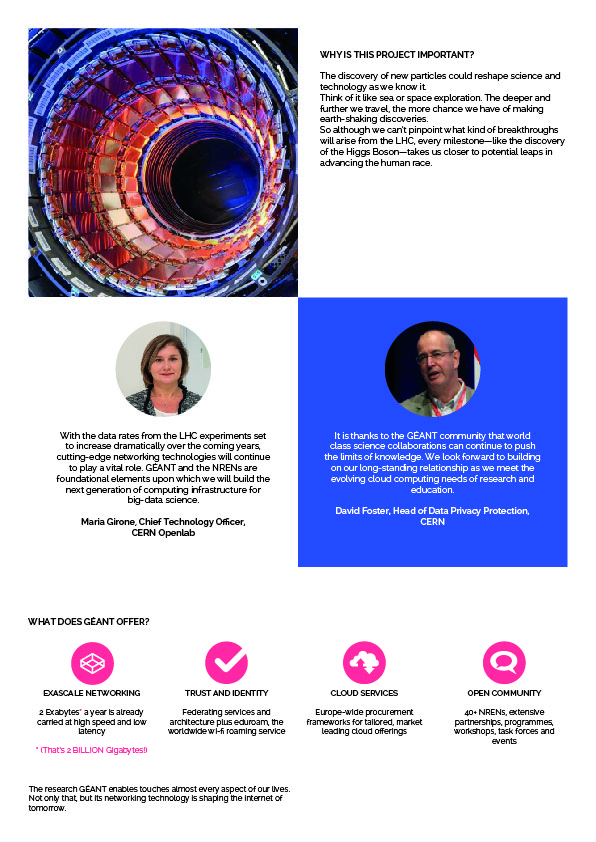 WHY IS THIS PROJECT IMPORTANT?
The discovery of new particles could reshape science and
technology as we know it.
Think of it like sea or space exploration. The deeper and
further we travel, the more chance we have of making
earth-shaking discoveries.
So although we can't pinpoint what kind of breakthroughs
will arise from the LHC, every milestone—like the discovery
of the Higgs Boson—takes us closer to potential leaps in
advancing the human race.
With the data rates from the LHC experiments set
to increase dramatically over the coming years,
cutting-edge networking technologies will continue
to play a vital role. GÉANT and the NRENs are
foundational elements upon which we will build the
next generation of computing infrastructure for
big-data science.
Maria Girone, Chief Technology Officer,
CERN Openlab
It is thanks to the GÉANT community that world
class science collaborations can continue to push
the limits of knowledge. We look forward to building
on our long-standing relationship as we meet the
evolving cloud computing needs of research and
education.
David Foster, Head of Data Privacy Protection,
CERN
WHAT DOES GÉANT OFFER?
EXASCALE NETWORKING
2 Exabytes* a year is already
carried at high speed and low
latency
* (That's 2 BILLION Gigabytes!)
TRUST AND IDENTITY
Federating services and
architecture plus eduroam, the
worldwide wi-fi roaming service
CLOUD SERVICES
Europe-wide procurement
frameworks for tailored, market
leading cloud offerings
OPEN COMMUNITY
40+ NRENs, extensive
partnerships, programmes,
workshops, task forces and
events
The research GÉANT enables touches almost every aspect of our lives.
Not only that, but its networking technology is shaping the internet of
tomorrow.